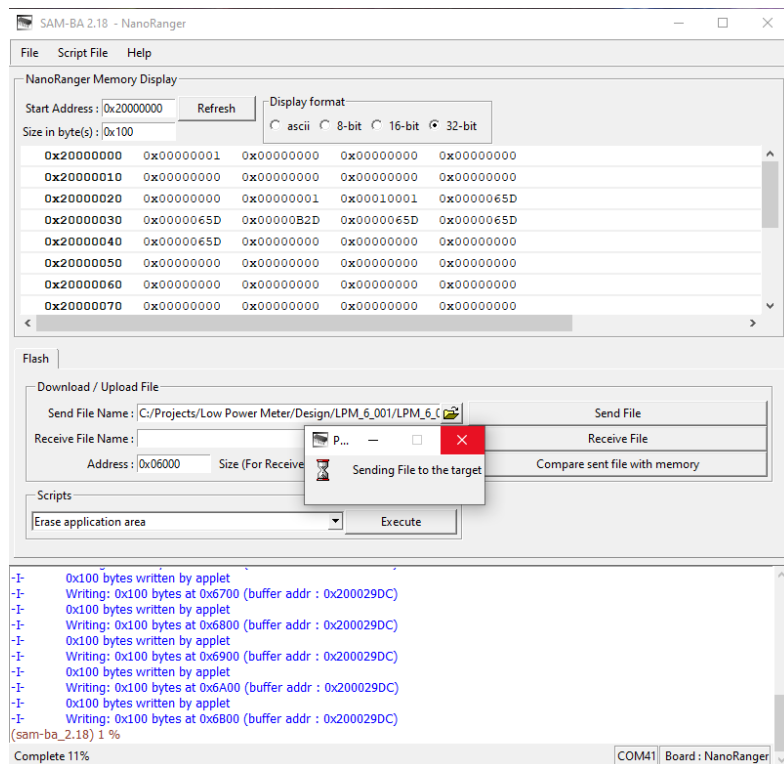 SAM-BA 2.18 - NanoRanger
File Script File Help
NanoRanger Memory Display
Start Address : 0x20000000 Refresh
Size in byte(s) : 0x100
Display format
ascii 8-bit 16-bit 32-bit
0x20000000 0x00000001 0x00000000 0x00000000 0x00000000
0x20000010 0x00000000 0x00000000 0x00000000 0x00000000
0x20000020 0x00000000 0x00000001 0x00010001 0x0000065D
0x20000030 0x0000065D 0x00000B2D 0x0000065D 0x0000065D
0x20000040 0x0000065D 0x00000000 0x00000000 0x00000000
0x20000050 0x00000000 0x00000000 0x00000000 0x00000000
0x20000060 0x00000000 0x00000000 0x00000000 0x00000000
0x20000070 0x00000000 0x00000000 0x00000000 0x00000000
Flash
Download / Upload File
Send File Name : C:/Projects/Low Power Meter/Design/LPM_6_001/LPM_6_ Send File
Receive File Name : Receive File
Address : 0x06000 Size (For Receive Compare sent file with memory
P...
Sending File to the target
Scripts
Erase application area Execute
-I- 0x100 bytes written by applet
-I- Writing: 0x100 bytes at 0x6700 (buffer addr : 0x200029DC)
-I- 0x100 bytes written by applet
-I- Writing: 0x100 bytes at 0x6800 (buffer addr : 0x200029DC)
-I- 0x100 bytes written by applet
-I- Writing: 0x100 bytes at 0x6900 (buffer addr : 0x200029DC)
-I- 0x100 bytes written by applet
-I- Writing: 0x100 bytes at 0x6A00 (buffer addr : 0x200029DC)
-I- 0x100 bytes written by applet
-I- Writing: 0x100 bytes at 0x6B00 (buffer addr : 0x200029DC)
(sam-ba_2.18) 1 %
Complete 11% COM41 Board : NanoRanger